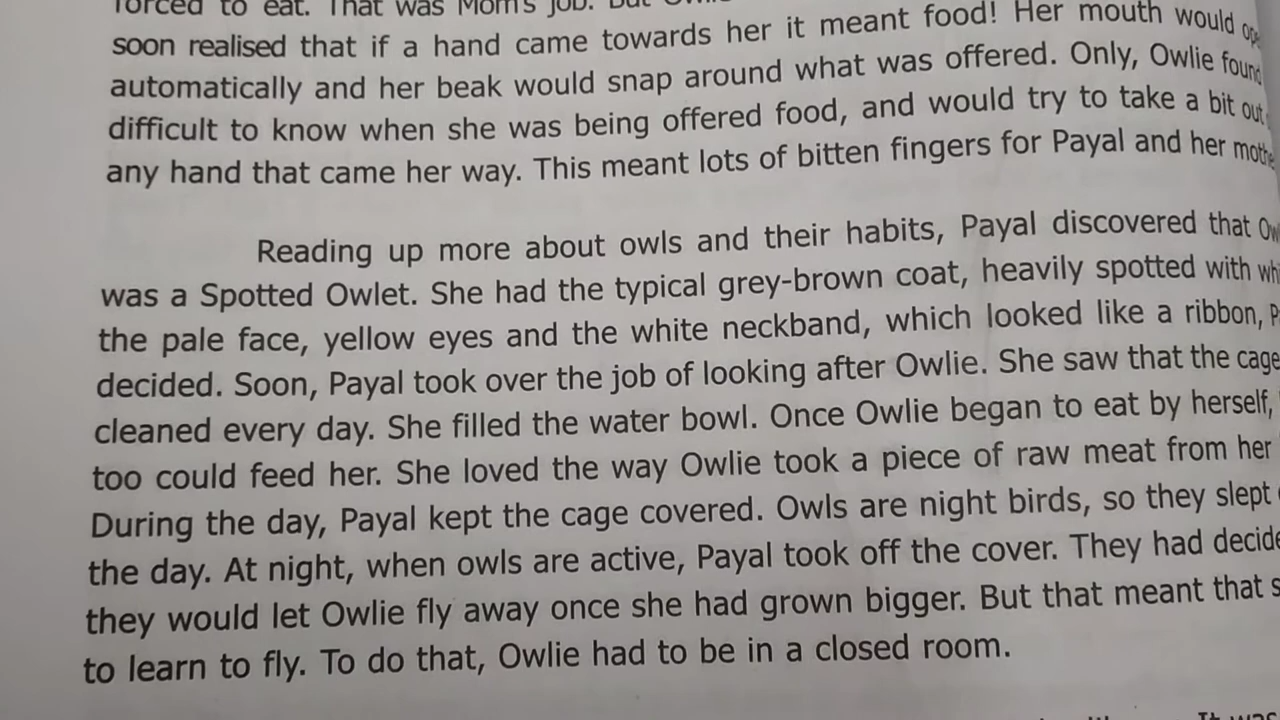 forced to eat. That was Mom's job. But
soon realised that if a hand came towards her it meant food! Her mouth would
automatically and her beak would snap around what was offered. Only, Owlie found
difficult to know when she was being offered food, and would try to take a bit out
any hand that came her way. This meant lots of bitten fingers for Payal and her
Reading up more about owls and their habits, Payal discovered that
was a Spotted Owlet. She had the typical grey-brown coat, heavily spotted with
the pale face, yellow eyes and the white neckband, which looked like a ribbon,
decided. Soon, Payal took over the job of looking after Owlie. She saw that the cage
cleaned every day. She filled the water bowl. Once Owlie began to eat by herself,
too could feed her. She loved the way Owlie took a piece of raw meat from her
During the day, Payal kept the cage covered. Owls are night birds, so they slept
the day. At night, when owls are active, Payal took off the cover. They had
they would let Owlie fly away once she had grown bigger. But that meant that
to learn to fly. To do that, Owlie had to be in a closed room.
It was